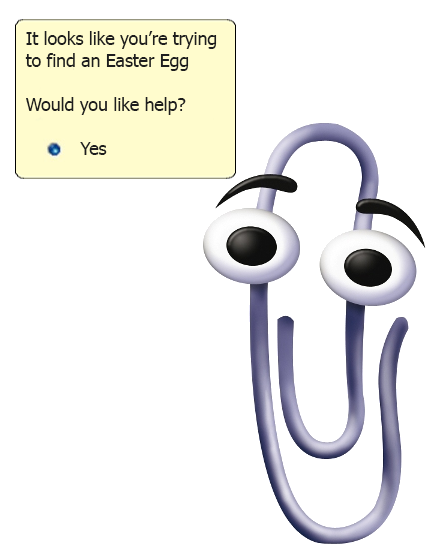 It looks like you’re trying
to find an Easter Egg
Would you like help?
Yes